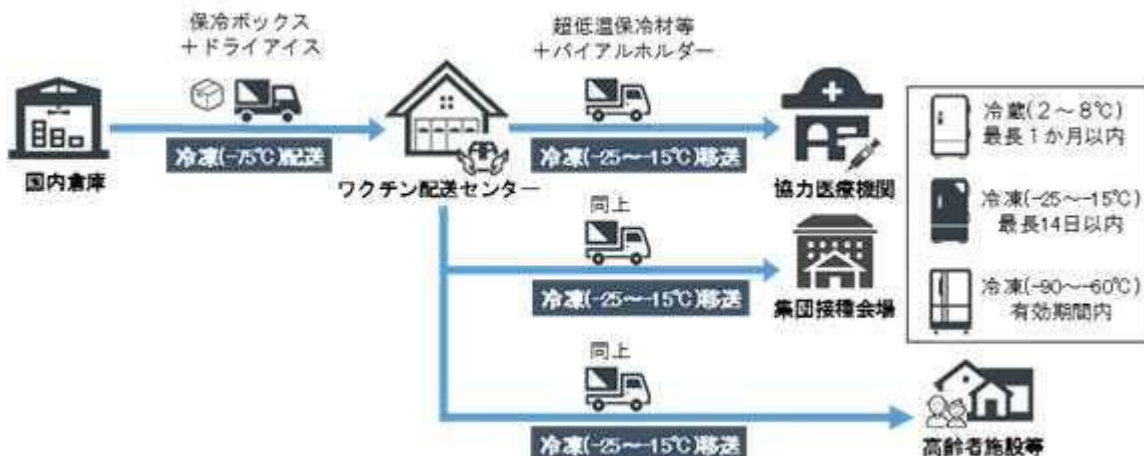 保冷ボックス
＋ドライアイス
超低温保冷材等
＋バイアルホルダー
冷凍(-75℃)配送
冷凍(-25～-15℃)移送
国内倉庫
ワクチン配送センター
協力医療機関
同上
冷凍(-25～-15℃)移送
集団接種会場
同上
冷凍(-25～-15℃)移送
高齢者施設等
冷蔵(2～8℃)
最長1か月以内
冷凍(-25～-15℃)
最長14日以内
冷凍(-90～-60℃)
有効期間内